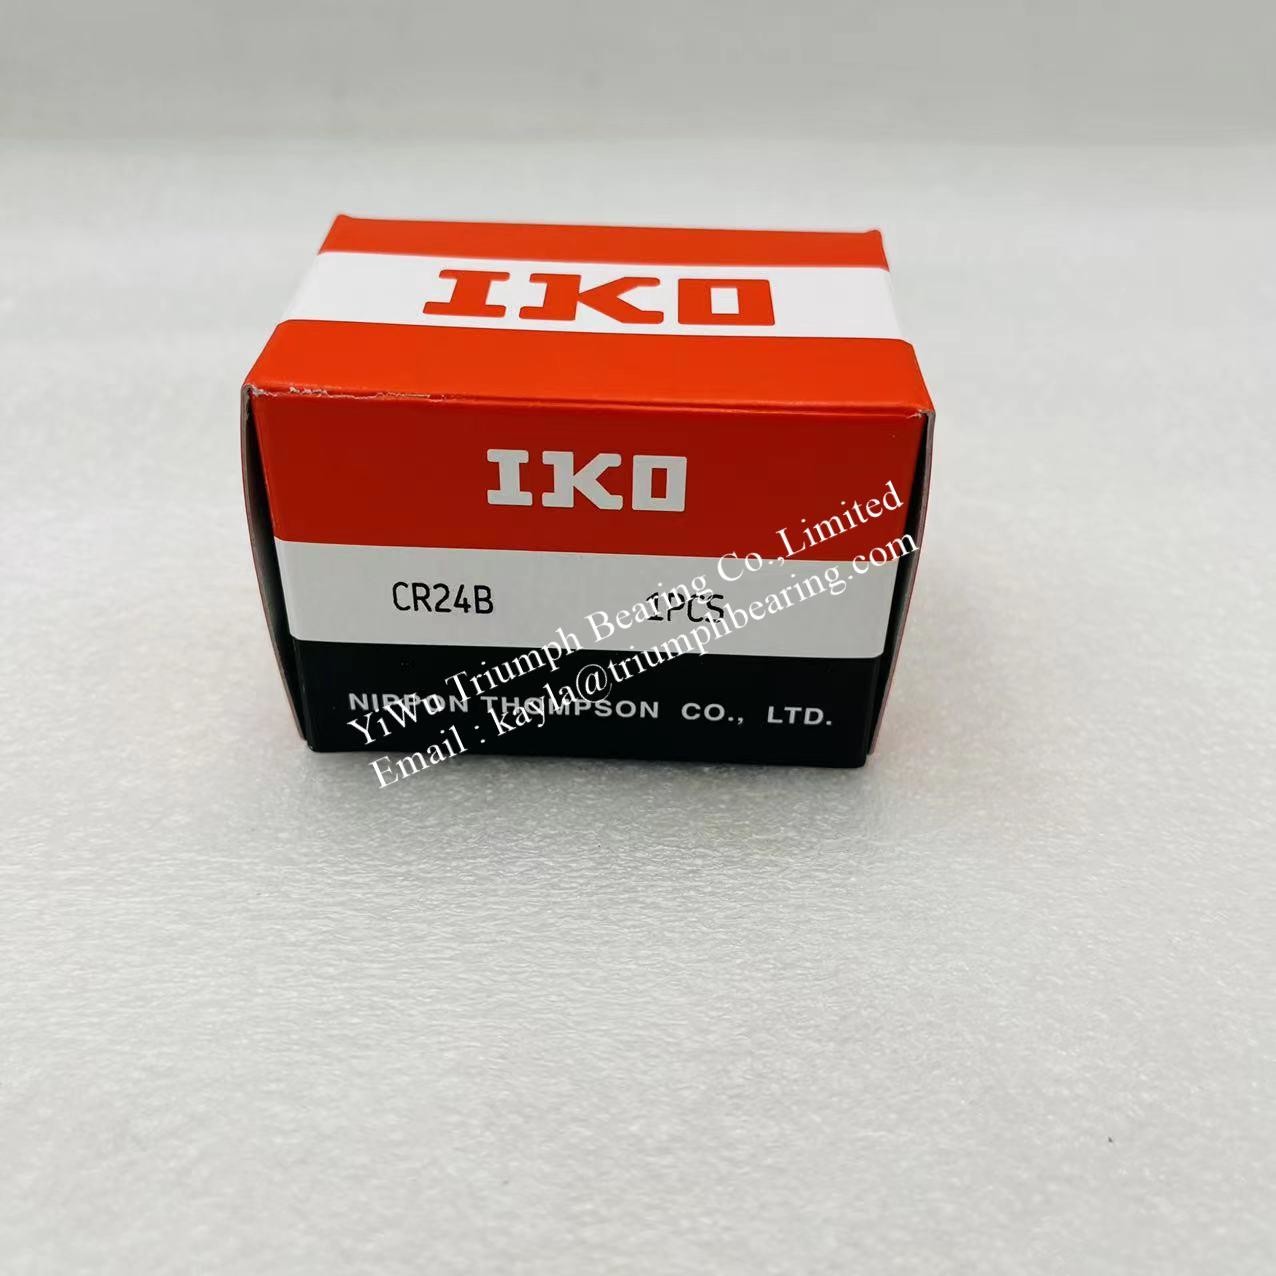 IKO
IKO
CR24B 1PCS
NIPPON THOMPSON CO., LTD.
YiWu Triumph Bearing Co.,Limited
Email : kayla@triumphbearing.com